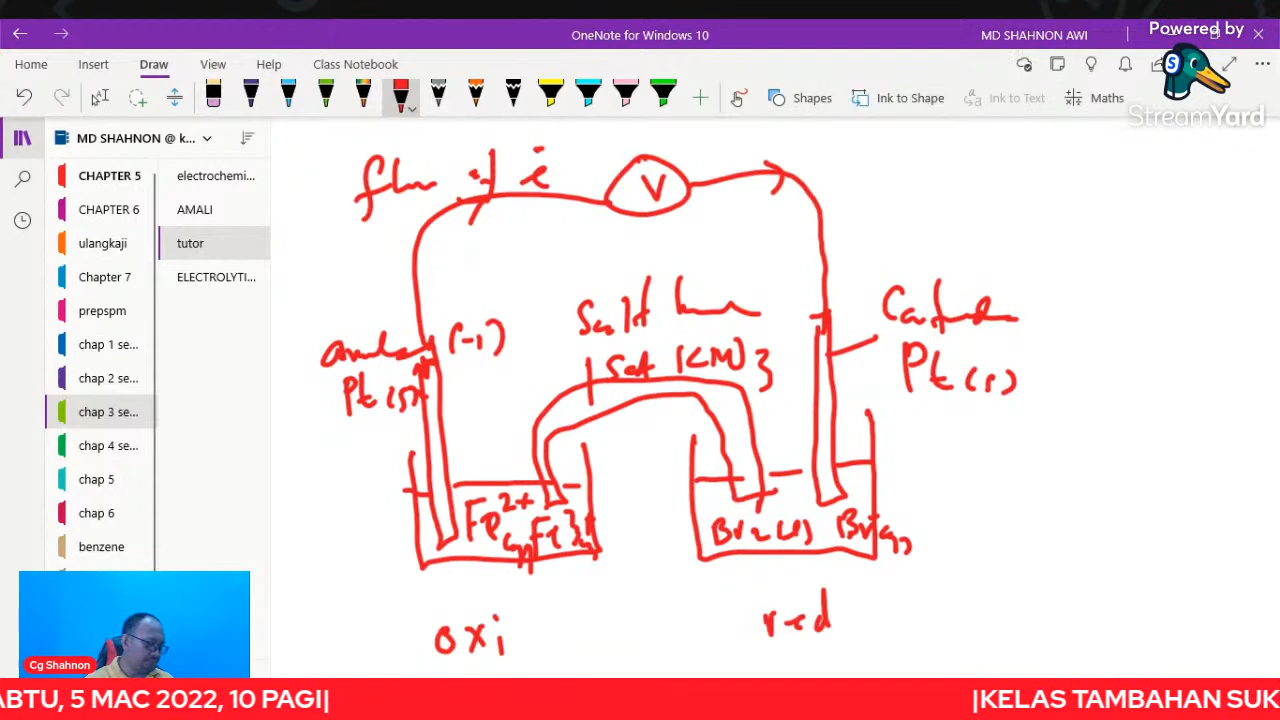 Powered by
StreamYard
OneNote for Windows 10
MD SHAHNON AWI
Home Insert Draw View Help Class Notebook
Shapes Ink to Shape Ink to Text Maths
MD SHAHNON @ k...
CHAPTER 5
CHAPTER 6
ulangkaji
Chapter 7
prepspm
chap 1 se...
chap 2 se...
chap 3 se...
chap 4 se...
chap 5
chap 6
benzene
electrochemi...
AMALI
tutor
ELECTROLYTI...
flow of e
V
(-)
Pt(s)
Salt
Pt(s)
Fe2+
Fe3+
Br2(l) Br-
oxi
red
Cg Shahnon
ABTU, 5 MAC 2022, 10 PAGI|
|KELAS TAMBAHAN SUK